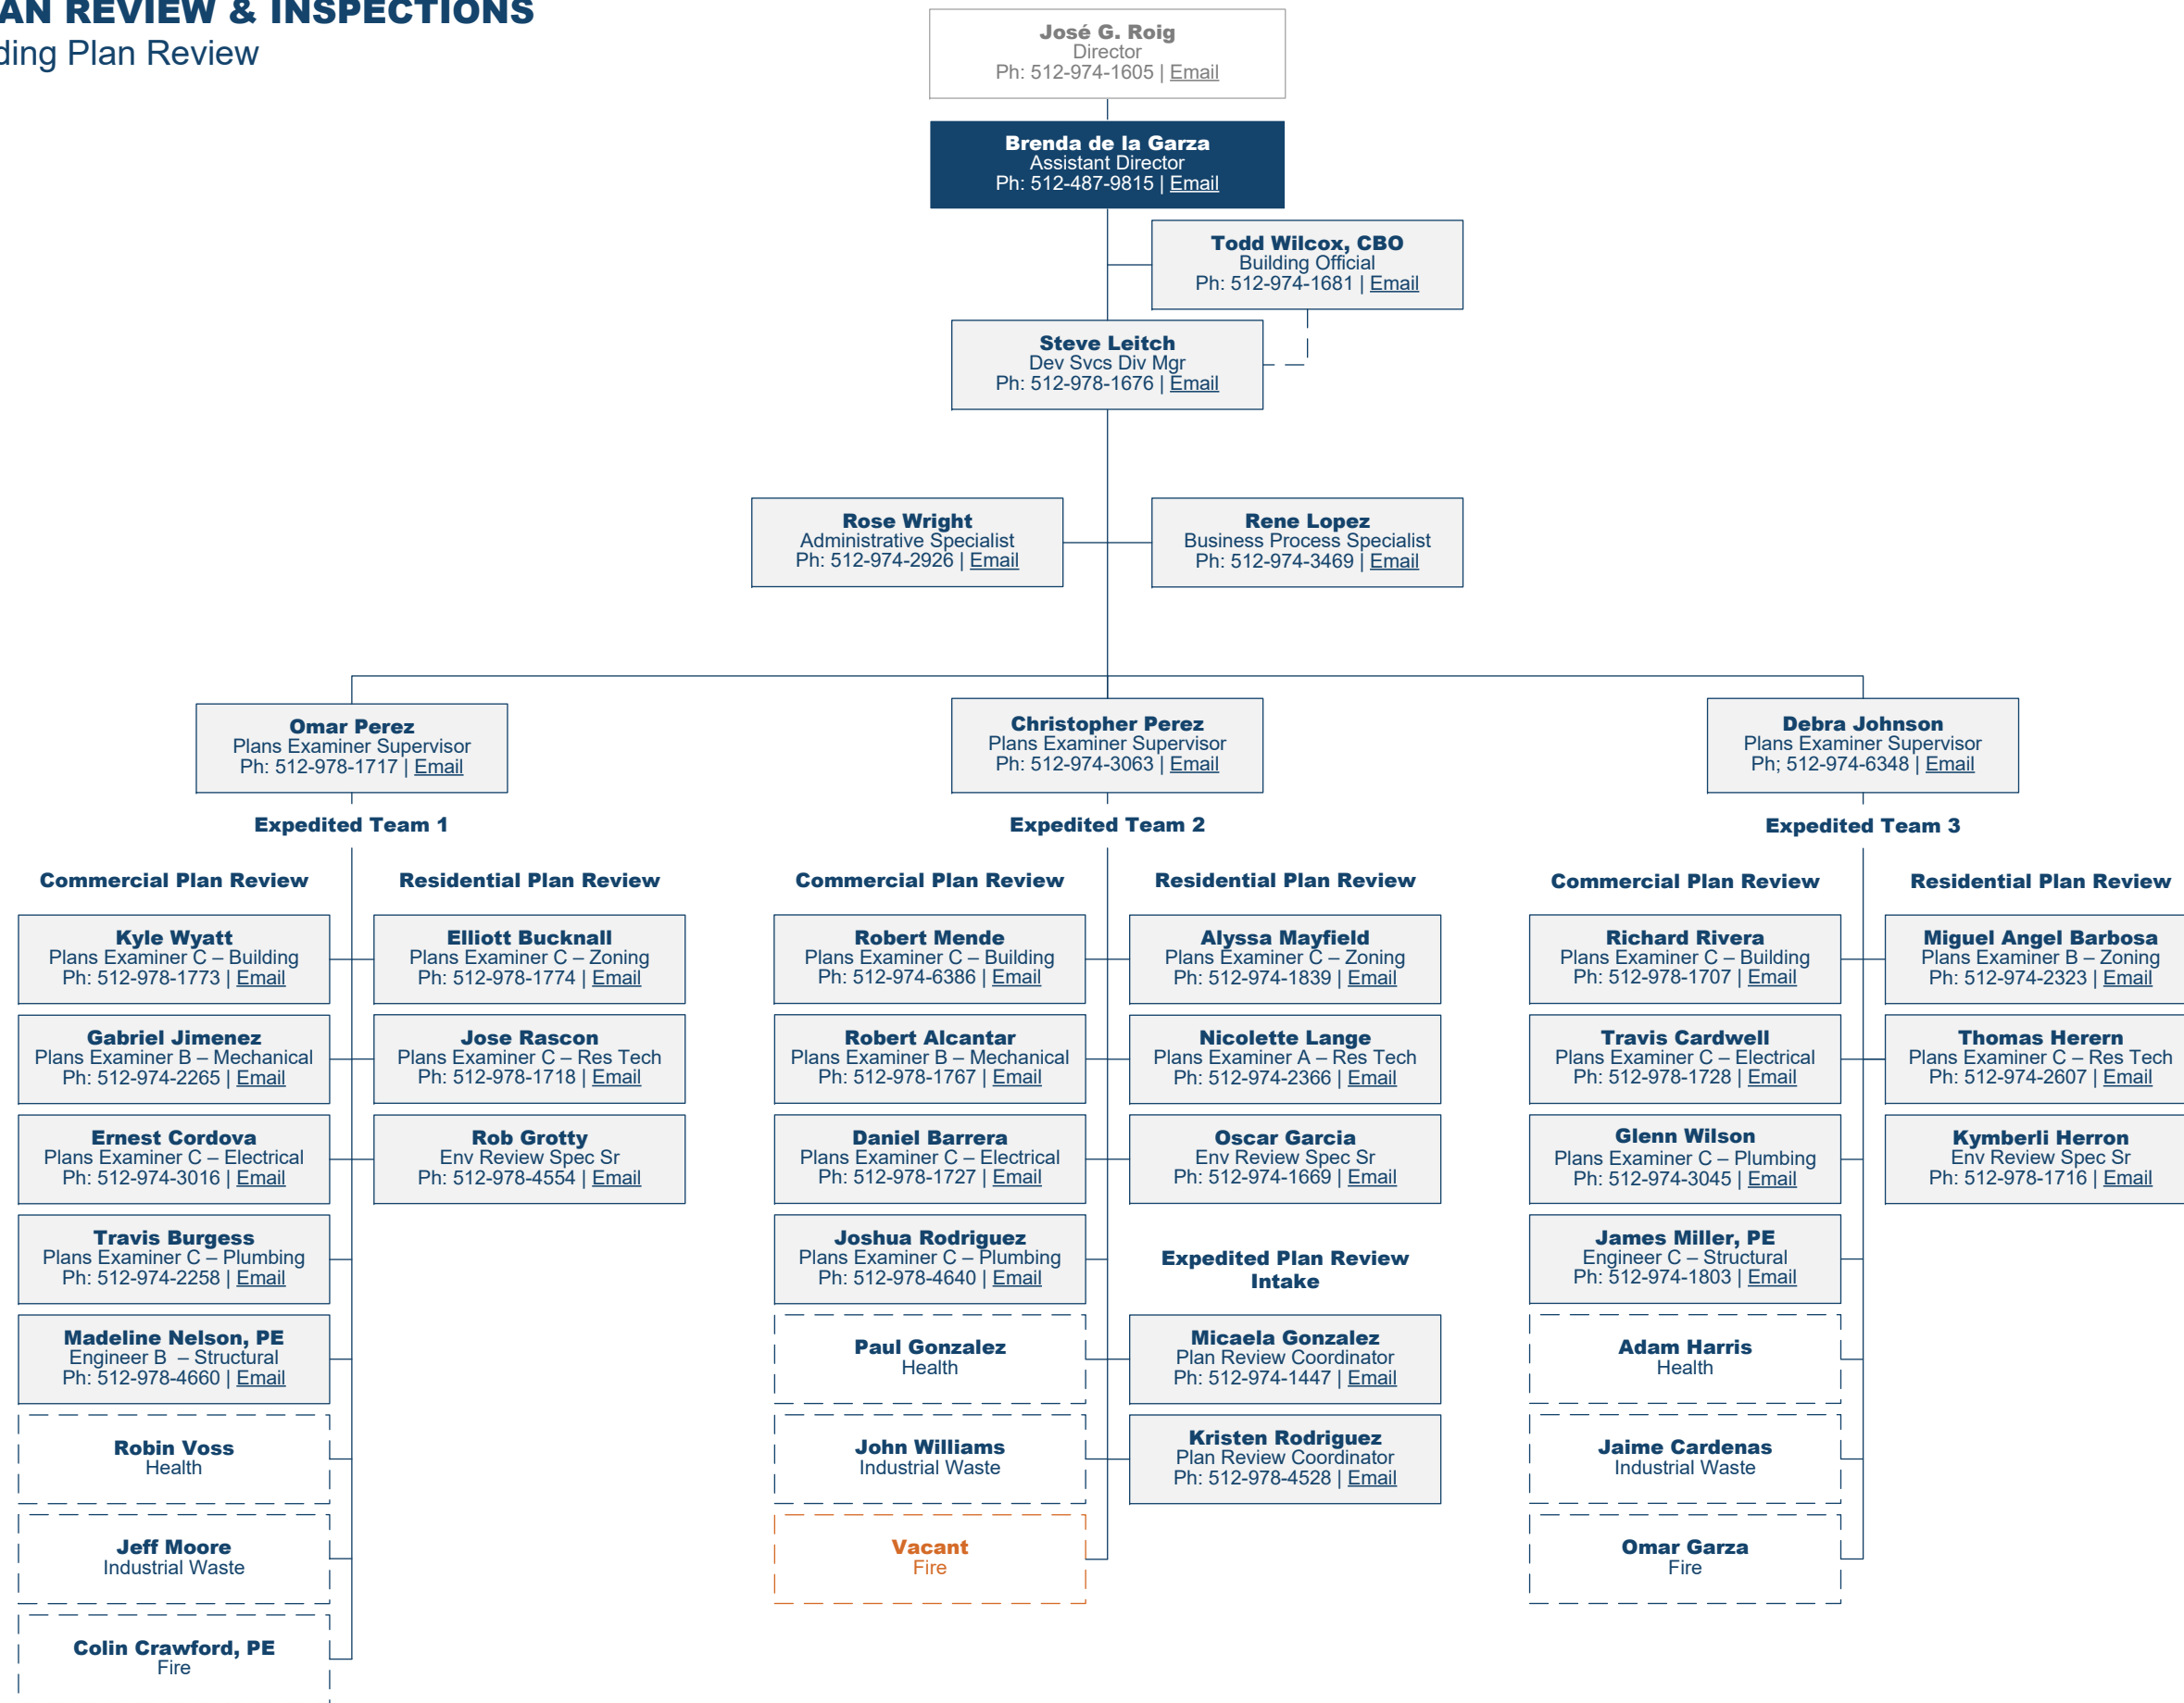 AN REVIEW & INSPECTIONS
ding Plan Review
José G. Roig
Director
Ph: 512-974-1605 | Email
Brenda de la Garza
Assistant Director
Ph: 512-487-9815 | Email
Todd Wilcox, CBO
Building Official
Ph: 512-974-1681 | Email
Steve Leitch
Dev Svcs Div Mgr
Ph: 512-978-1676 | Email
Rose Wright
Administrative Specialist
Ph: 512-974-2926 | Email
Rene Lopez
Business Process Specialist
Ph: 512-974-3469 | Email
Omar Perez
Plans Examiner Supervisor
Ph: 512-978-1717 | Email
Christopher Perez
Plans Examiner Supervisor
Ph: 512-974-3063 | Email
Debra Johnson
Plans Examiner Supervisor
Ph; 512-974-6348 | Email
Expedited Team 1
Commercial Plan Review
Kyle Wyatt
Plans Examiner C – Building
Ph: 512-978-1773 | Email
Gabriel Jimenez
Plans Examiner B – Mechanical
Ph: 512-974-2265 | Email
Ernest Cordova
Plans Examiner C – Electrical
Ph: 512-974-3016 | Email
Travis Burgess
Plans Examiner C – Plumbing
Ph: 512-974-2258 | Email
Madeline Nelson, PE
Engineer B – Structural
Ph: 512-978-4660 | Email
Robin Voss
Health
Jeff Moore
Industrial Waste
Colin Crawford, PE
Fire
Residential Plan Review
Elliott Bucknall
Plans Examiner C – Zoning
Ph: 512-978-1774 | Email
Jose Rascon
Plans Examiner C – Res Tech
Ph: 512-978-1718 | Email
Rob Grotty
Env Review Spec Sr
Ph: 512-978-4554 | Email
Expedited Team 2
Commercial Plan Review
Robert Mende
Plans Examiner C – Building
Ph: 512-974-6386 | Email
Robert Alcantar
Plans Examiner B – Mechanical
Ph: 512-978-1767 | Email
Daniel Barrera
Plans Examiner C – Electrical
Ph: 512-978-1727 | Email
Joshua Rodriguez
Plans Examiner C – Plumbing
Ph: 512-978-4640 | Email
Paul Gonzalez
Health
John Williams
Industrial Waste
Vacant
Fire
Residential Plan Review
Alyssa Mayfield
Plans Examiner C – Zoning
Ph: 512-974-1839 | Email
Nicolette Lange
Plans Examiner A – Res Tech
Ph: 512-974-2366 | Email
Oscar Garcia
Env Review Spec Sr
Ph: 512-974-1669 | Email
Expedited Plan Review
Intake
Micaela Gonzalez
Plan Review Coordinator
Ph: 512-974-1447 | Email
Kristen Rodriguez
Plan Review Coordinator
Ph: 512-978-4528 | Email
Expedited Team 3
Commercial Plan Review
Richard Rivera
Plans Examiner C – Building
Ph: 512-978-1707 | Email
Travis Cardwell
Plans Examiner C – Electrical
Ph: 512-978-1728 | Email
Glenn Wilson
Plans Examiner C – Plumbing
Ph: 512-974-3045 | Email
James Miller, PE
Engineer C – Structural
Ph: 512-974-1803 | Email
Adam Harris
Health
Jaime Cardenas
Industrial Waste
Omar Garza
Fire
Residential Plan Review
Miguel Angel Barbosa
Plans Examiner B – Zoning
Ph: 512-974-2323 | Email
Thomas Herern
Plans Examiner C – Res Tech
Ph: 512-974-2607 | Email
Kymberli Herron
Env Review Spec Sr
Ph: 512-978-1716 | Email